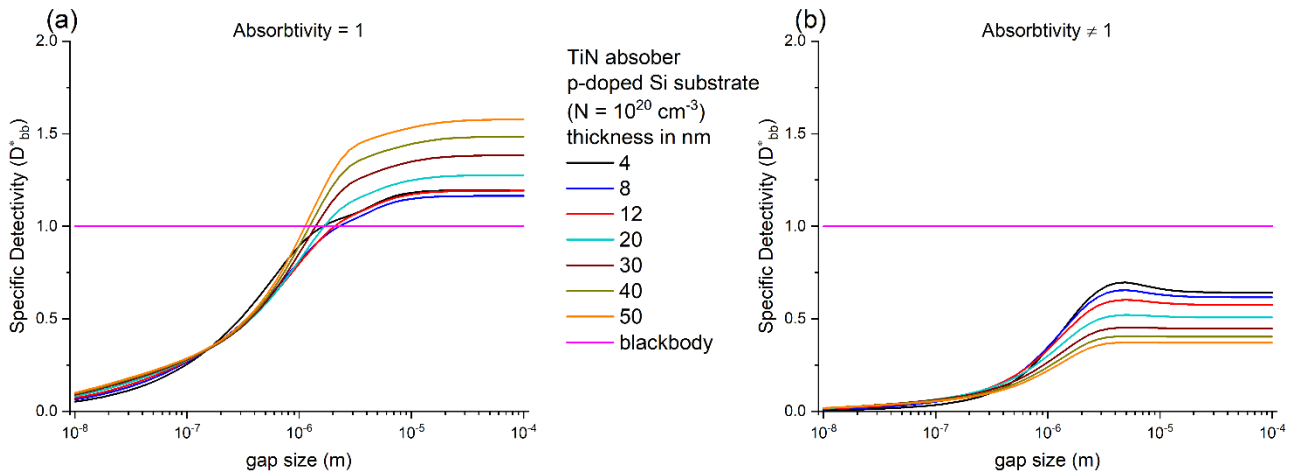 (a)
Absorbtivity = 1
Specific Detectivity (D*bb)
2.0
1.5
1.0
0.5
0.0
10-8
10-7
10-6
10-5
10-4
gap size (m)
TiN absober
p-doped Si substrate
(N = 1020 cm-3)
thickness in nm
4
8
12
20
30
40
50
blackbody
(b)
Absorbtivity ≠ 1
Specific Detectivity (D*bb)
2.0
1.5
1.0
0.5
0.0
10-8
10-7
10-6
10-5
10-4
gap size (m)